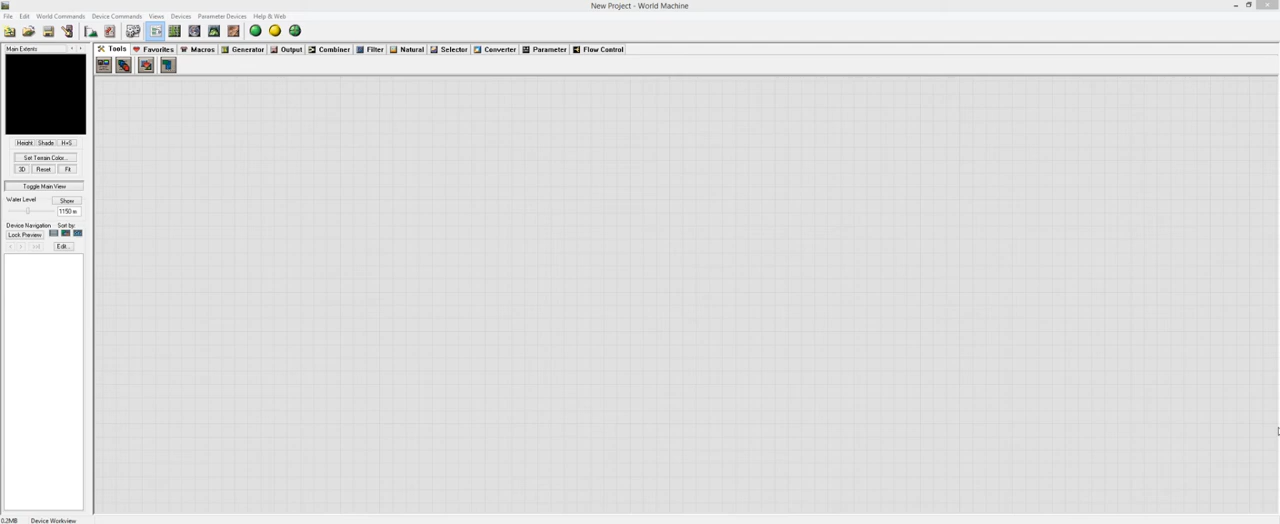 New Project - World Machine
File Edit World Commands Device Commands Views Devices Parameter Devices Help & Web
Main Extents
Tools Favorites Macros Generator Output Combiner Filter Natural Selector Converter Parameter Flow Control
Height Shade H+S
Set Terrain Color...
3D Reset Fit
Toggle Main View
Water Level Show
1150 m
Device Navigation Sort by:
Lock Preview
Edit...
0.2MB Device Workview